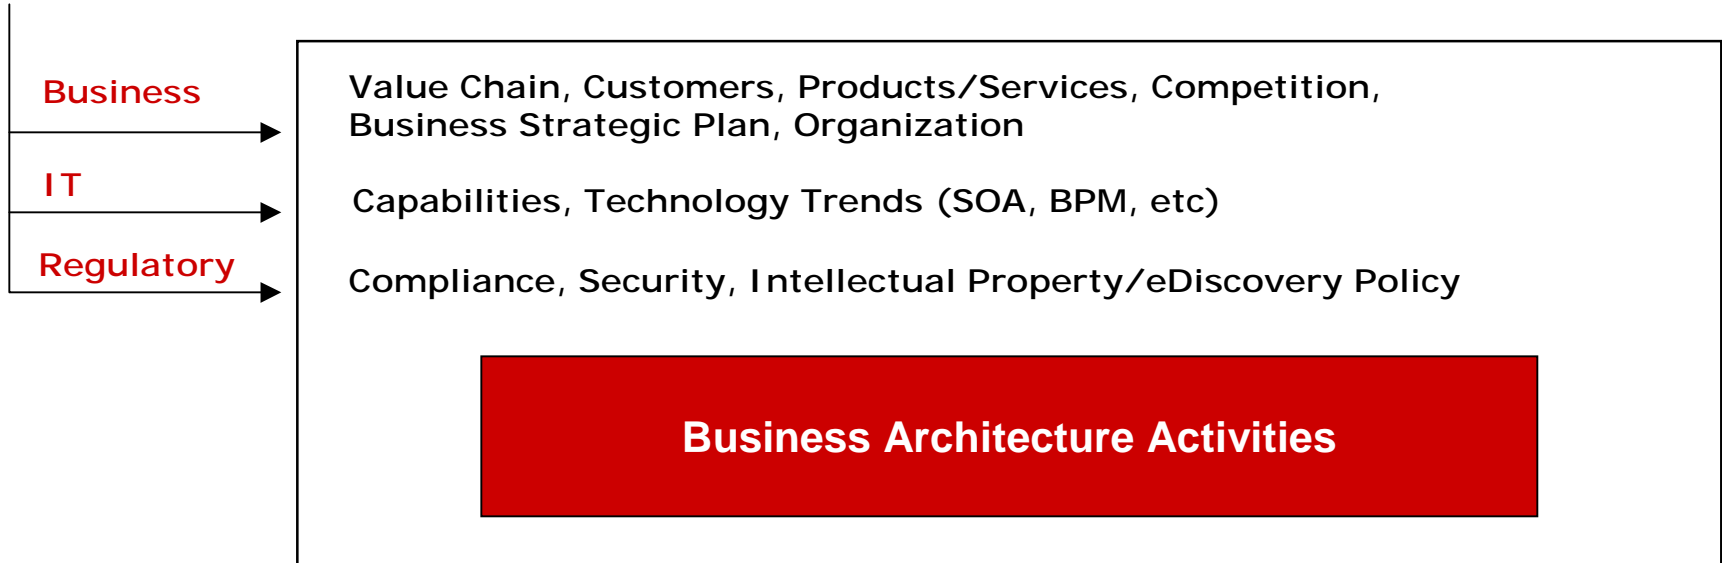 Business
Value Chain, Customers, Products/Services, Competition,
Business Strategic Plan, Organization
IT
Capabilities, Technology Trends (SOA, BPM, etc)
Regulatory
Compliance, Security, Intellectual Property/eDiscovery Policy
Business Architecture Activities